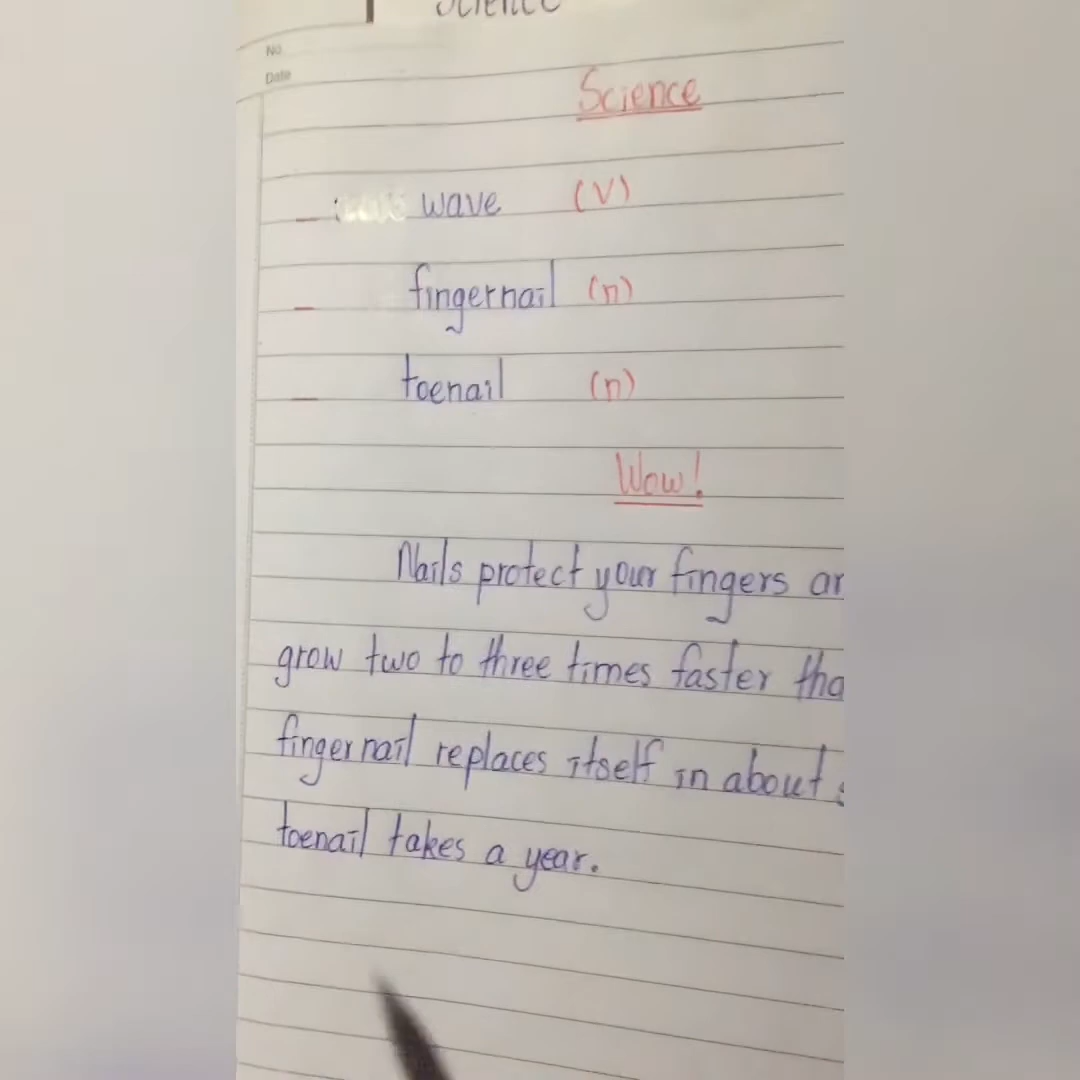 Science
No
Date
Science
wave (v)
fingernail (n)
toenail (n)
Wow!
Nails protect your fingers
grow two to three times faster
fingernail replaces itself in about
toenail takes a year.